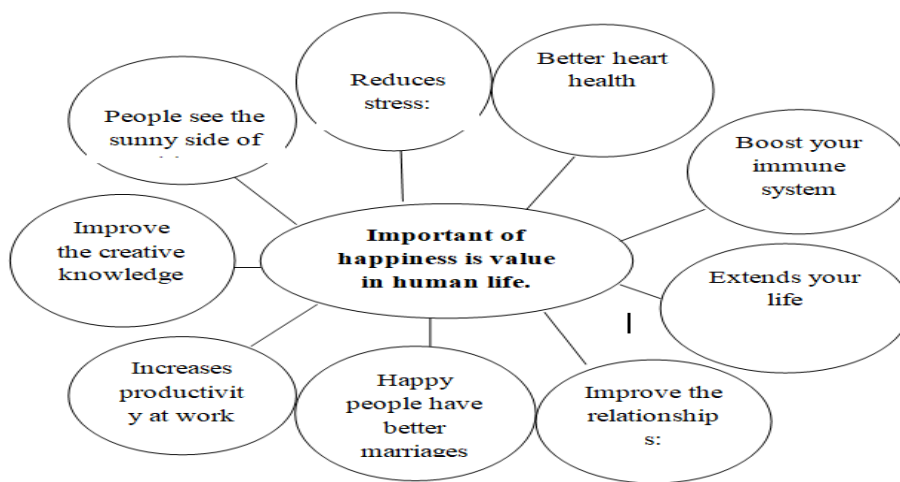 People see the
sunny side of
Reduces
stress:
Better heart
health
Boost your
immune
system
Extends your
life
Improve the
relationship
s:
Happy
people have
better
marriages
Increases
productivit
y at work
Improve
the creative
knowledge
Important of
happiness is value
in human life.